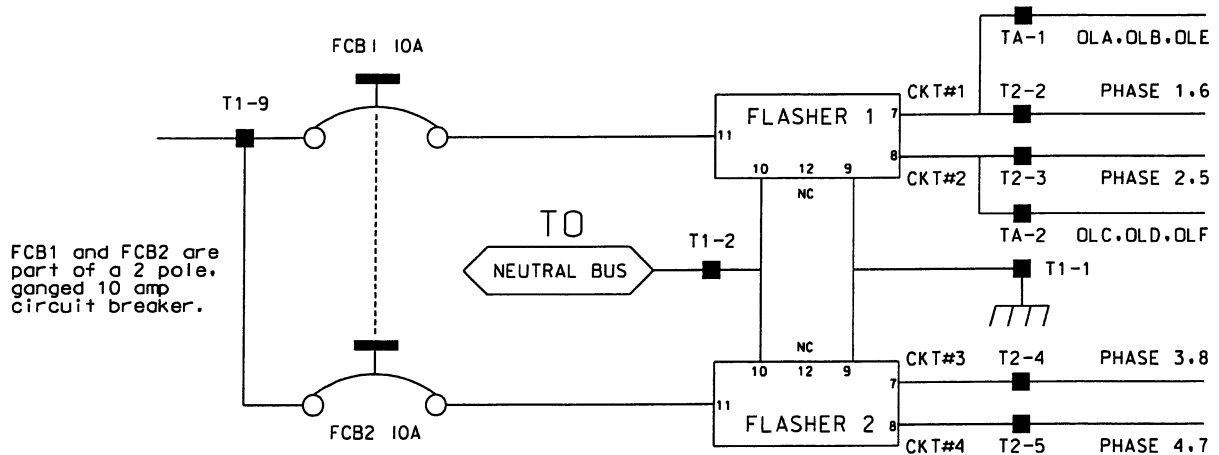 FCB1 10A
T1-9
TA-1 OLA.OLB.OLE
CKT#1 T2-2 PHASE 1.6
FLASHER 1
11
7
8
10 12 9
NC
CKT#2 T2-3 PHASE 2.5
TA-2 OLC.OLD.OLF
TO
NEUTRAL BUS
T1-2
T1-1
FCB1 and FCB2 are
part of a 2 pole.
ganged 10 amp
circuit breaker.
NC
10 12 9
CKT#3 T2-4 PHASE 3.8
11
7
8
FLASHER 2
FCB2 10A
CKT#4 T2-5 PHASE 4.7